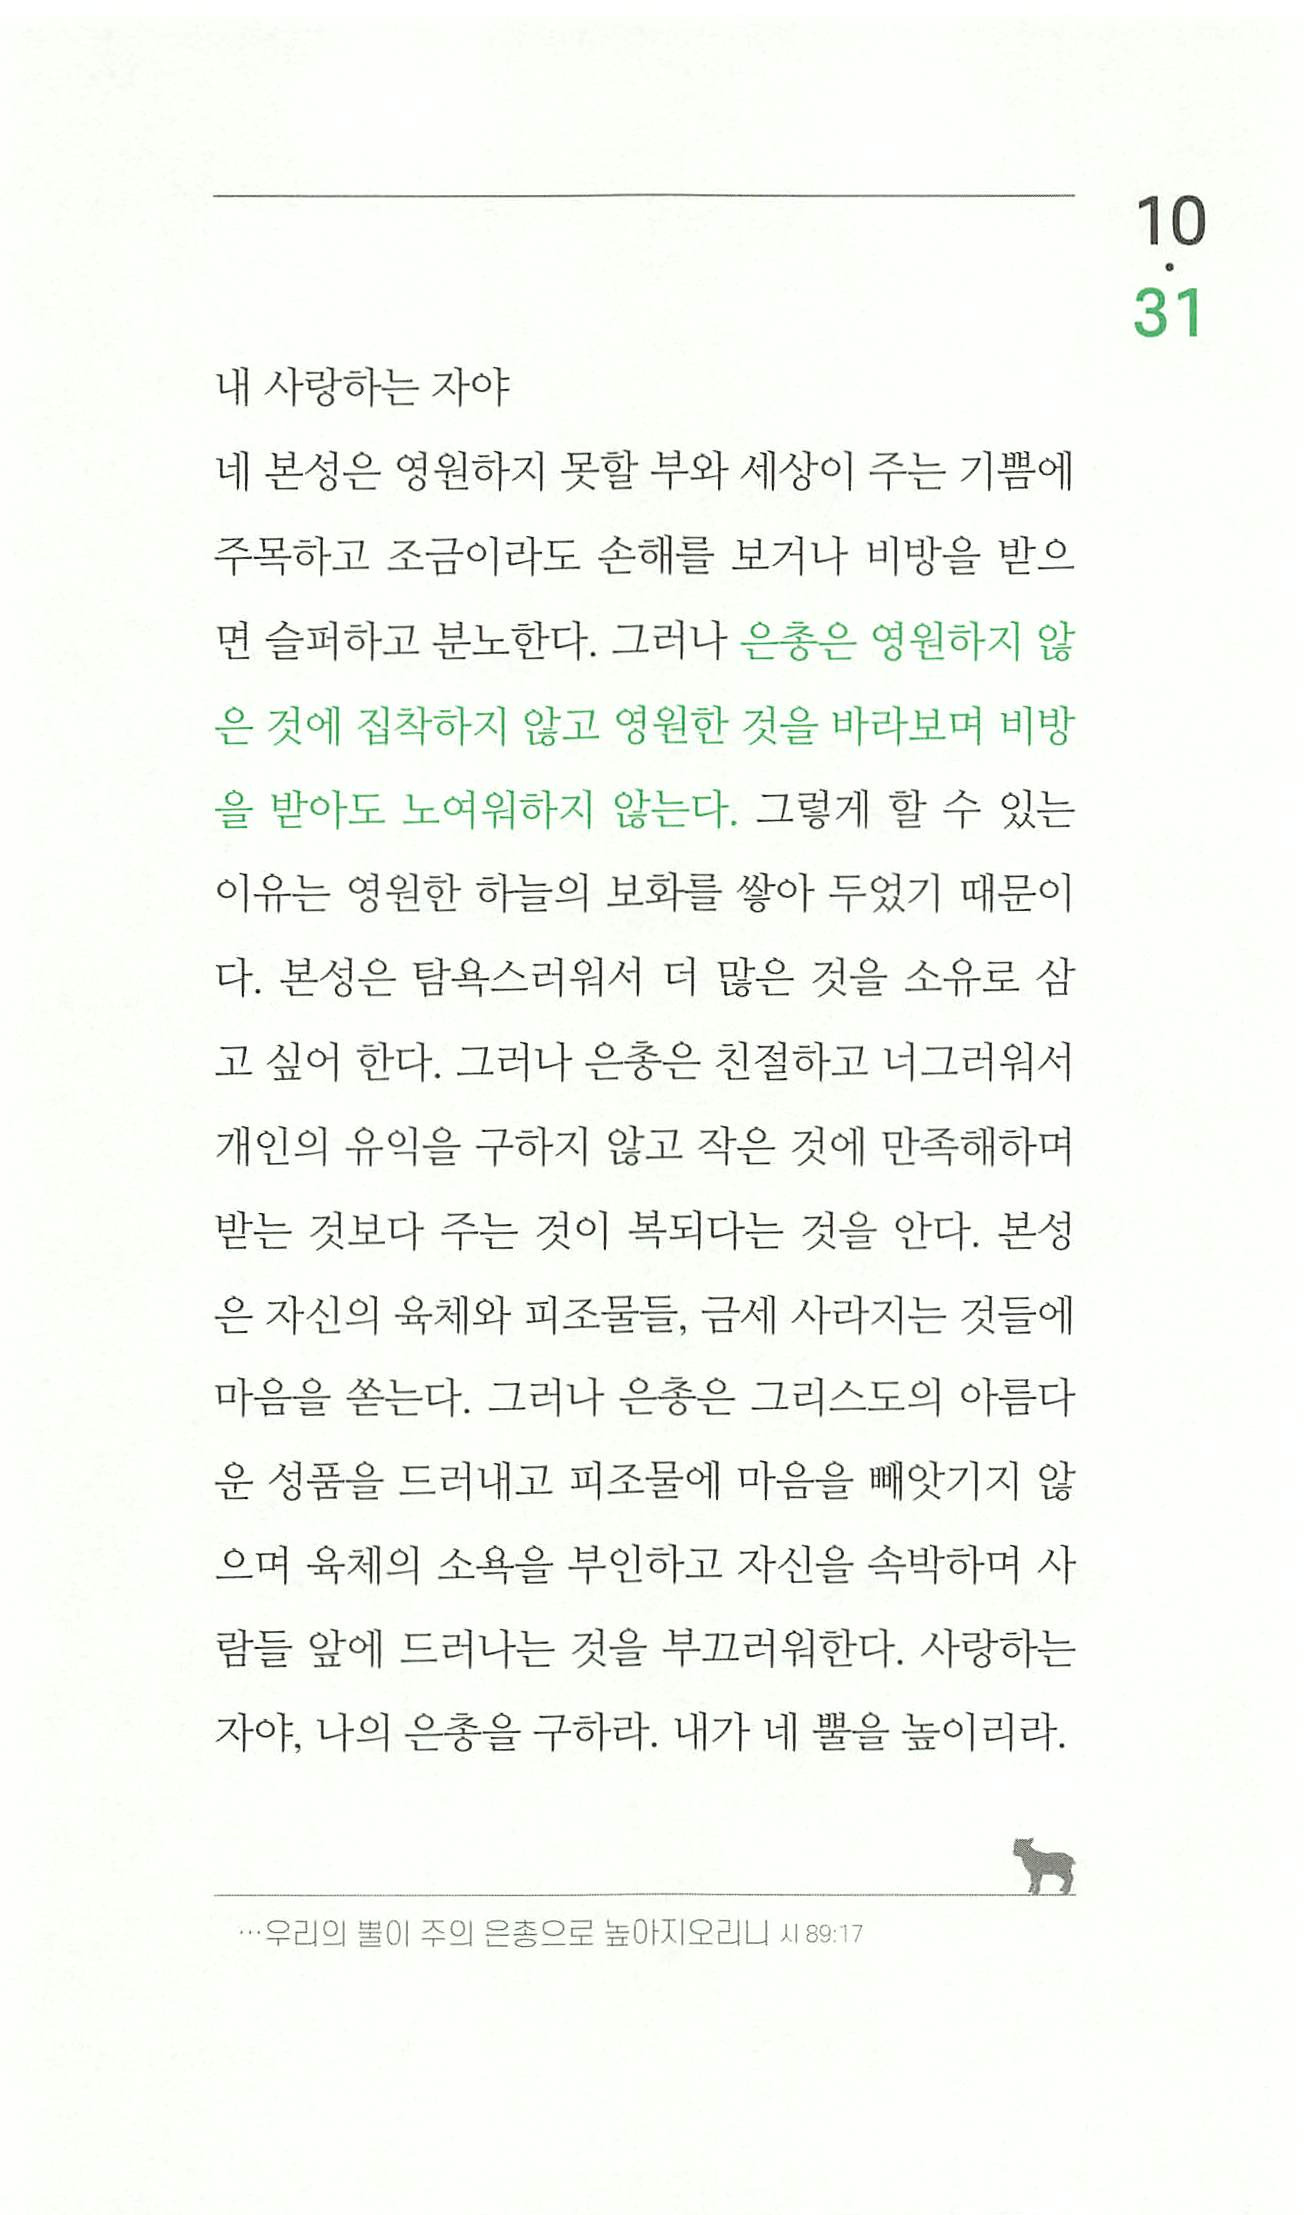 10
·
31
내 사랑하는 자야
네 본성은 영원하지 못할 부와 세상이 주는 기쁨에
주목하고 조금이라도 손해를 보거나 비방을 받으
면 슬퍼하고 분노한다. 그러나 은총은 영원하지 않
은 것에 집착하지 않고 영원한 것을 바라보며 비방
을 받아도 노여워하지 않는다. 그렇게 할 수 있는
이유는 영원한 하늘의 보화를 쌓아 두었기 때문이
다. 본성은 탐욕스러워서 더 많은 것을 소유로 삼
고 싶어 한다. 그러나 은총은 친절하고 너그러워서
개인의 유익을 구하지 않고 작은 것에 만족해하며
받는 것보다 주는 것이 복되다는 것을 안다. 본성
은 자신의 육체와 피조물들, 금세 사라지는 것들에
마음을 쏟는다. 그러나 은총은 그리스도의 아름다
운 성품을 드러내고 피조물에 마음을 빼앗기지 않
으며 육체의 소욕을 부인하고 자신을 속박하며 사
람들 앞에 드러나는 것을 부끄러워한다. 사랑하는
자야, 나의 은총을 구하라. 내가 네 뿔을 높이리라.
…우리의 뿔이 주의 은총으로 높아지오리니 시 89:17